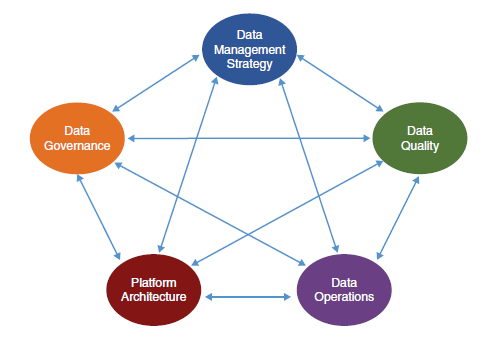 Data
Management
Strategy
Data
Governance
Data
Quality
Platform
Architecture
Data
Operations